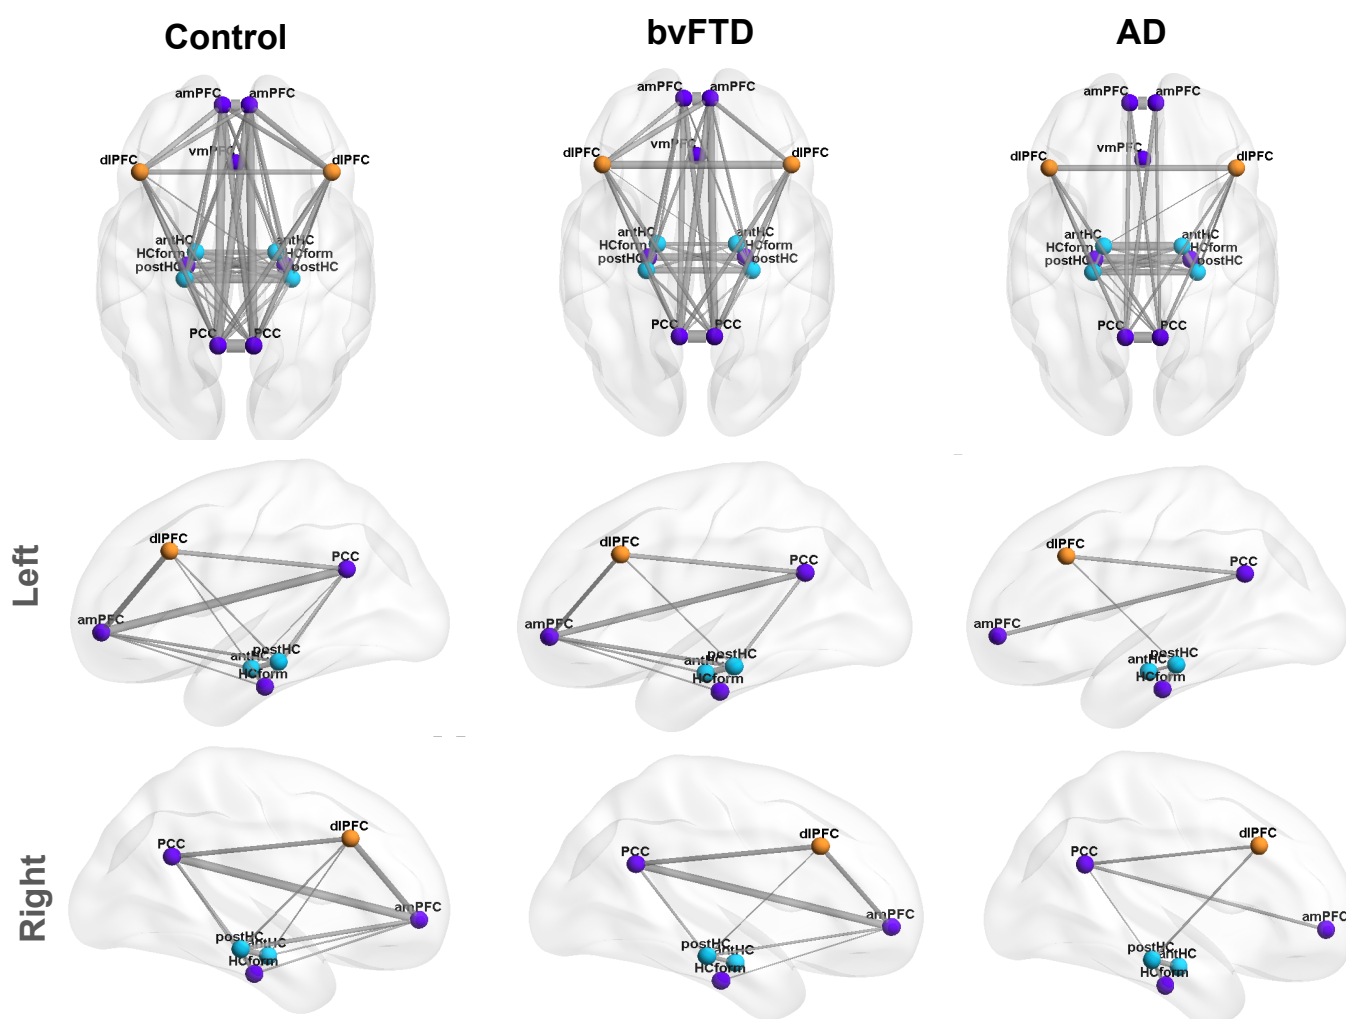 Control
bvFTD
AD
amPFC amPFC
dlPFC vmPFC dlPFC
antHC antHC
HCform HCform
postHC postHC
PCC PCC
amPFC amPFC
dlPFC vmPFC dlPFC
antHC antHC
HCform HCform
postHC postHC
PCC PCC
amPFC amPFC
dlPFC vmPFC dlPFC
antHC antHC
HCform HCform
postHC postHC
PCC PCC
Left
dlPFC
PCC
amPFC
postHC
antHC
HCform
dlPFC
PCC
amPFC
postHC
antHC
HCform
dlPFC
PCC
amPFC
postHC
antHC
HCform
Right
dlPFC
PCC
amPFC
postHC
antHC
HCform
dlPFC
PCC
amPFC
postHC
antHC
HCform
dlPFC
PCC
amPFC
postHC
antHC
HCform